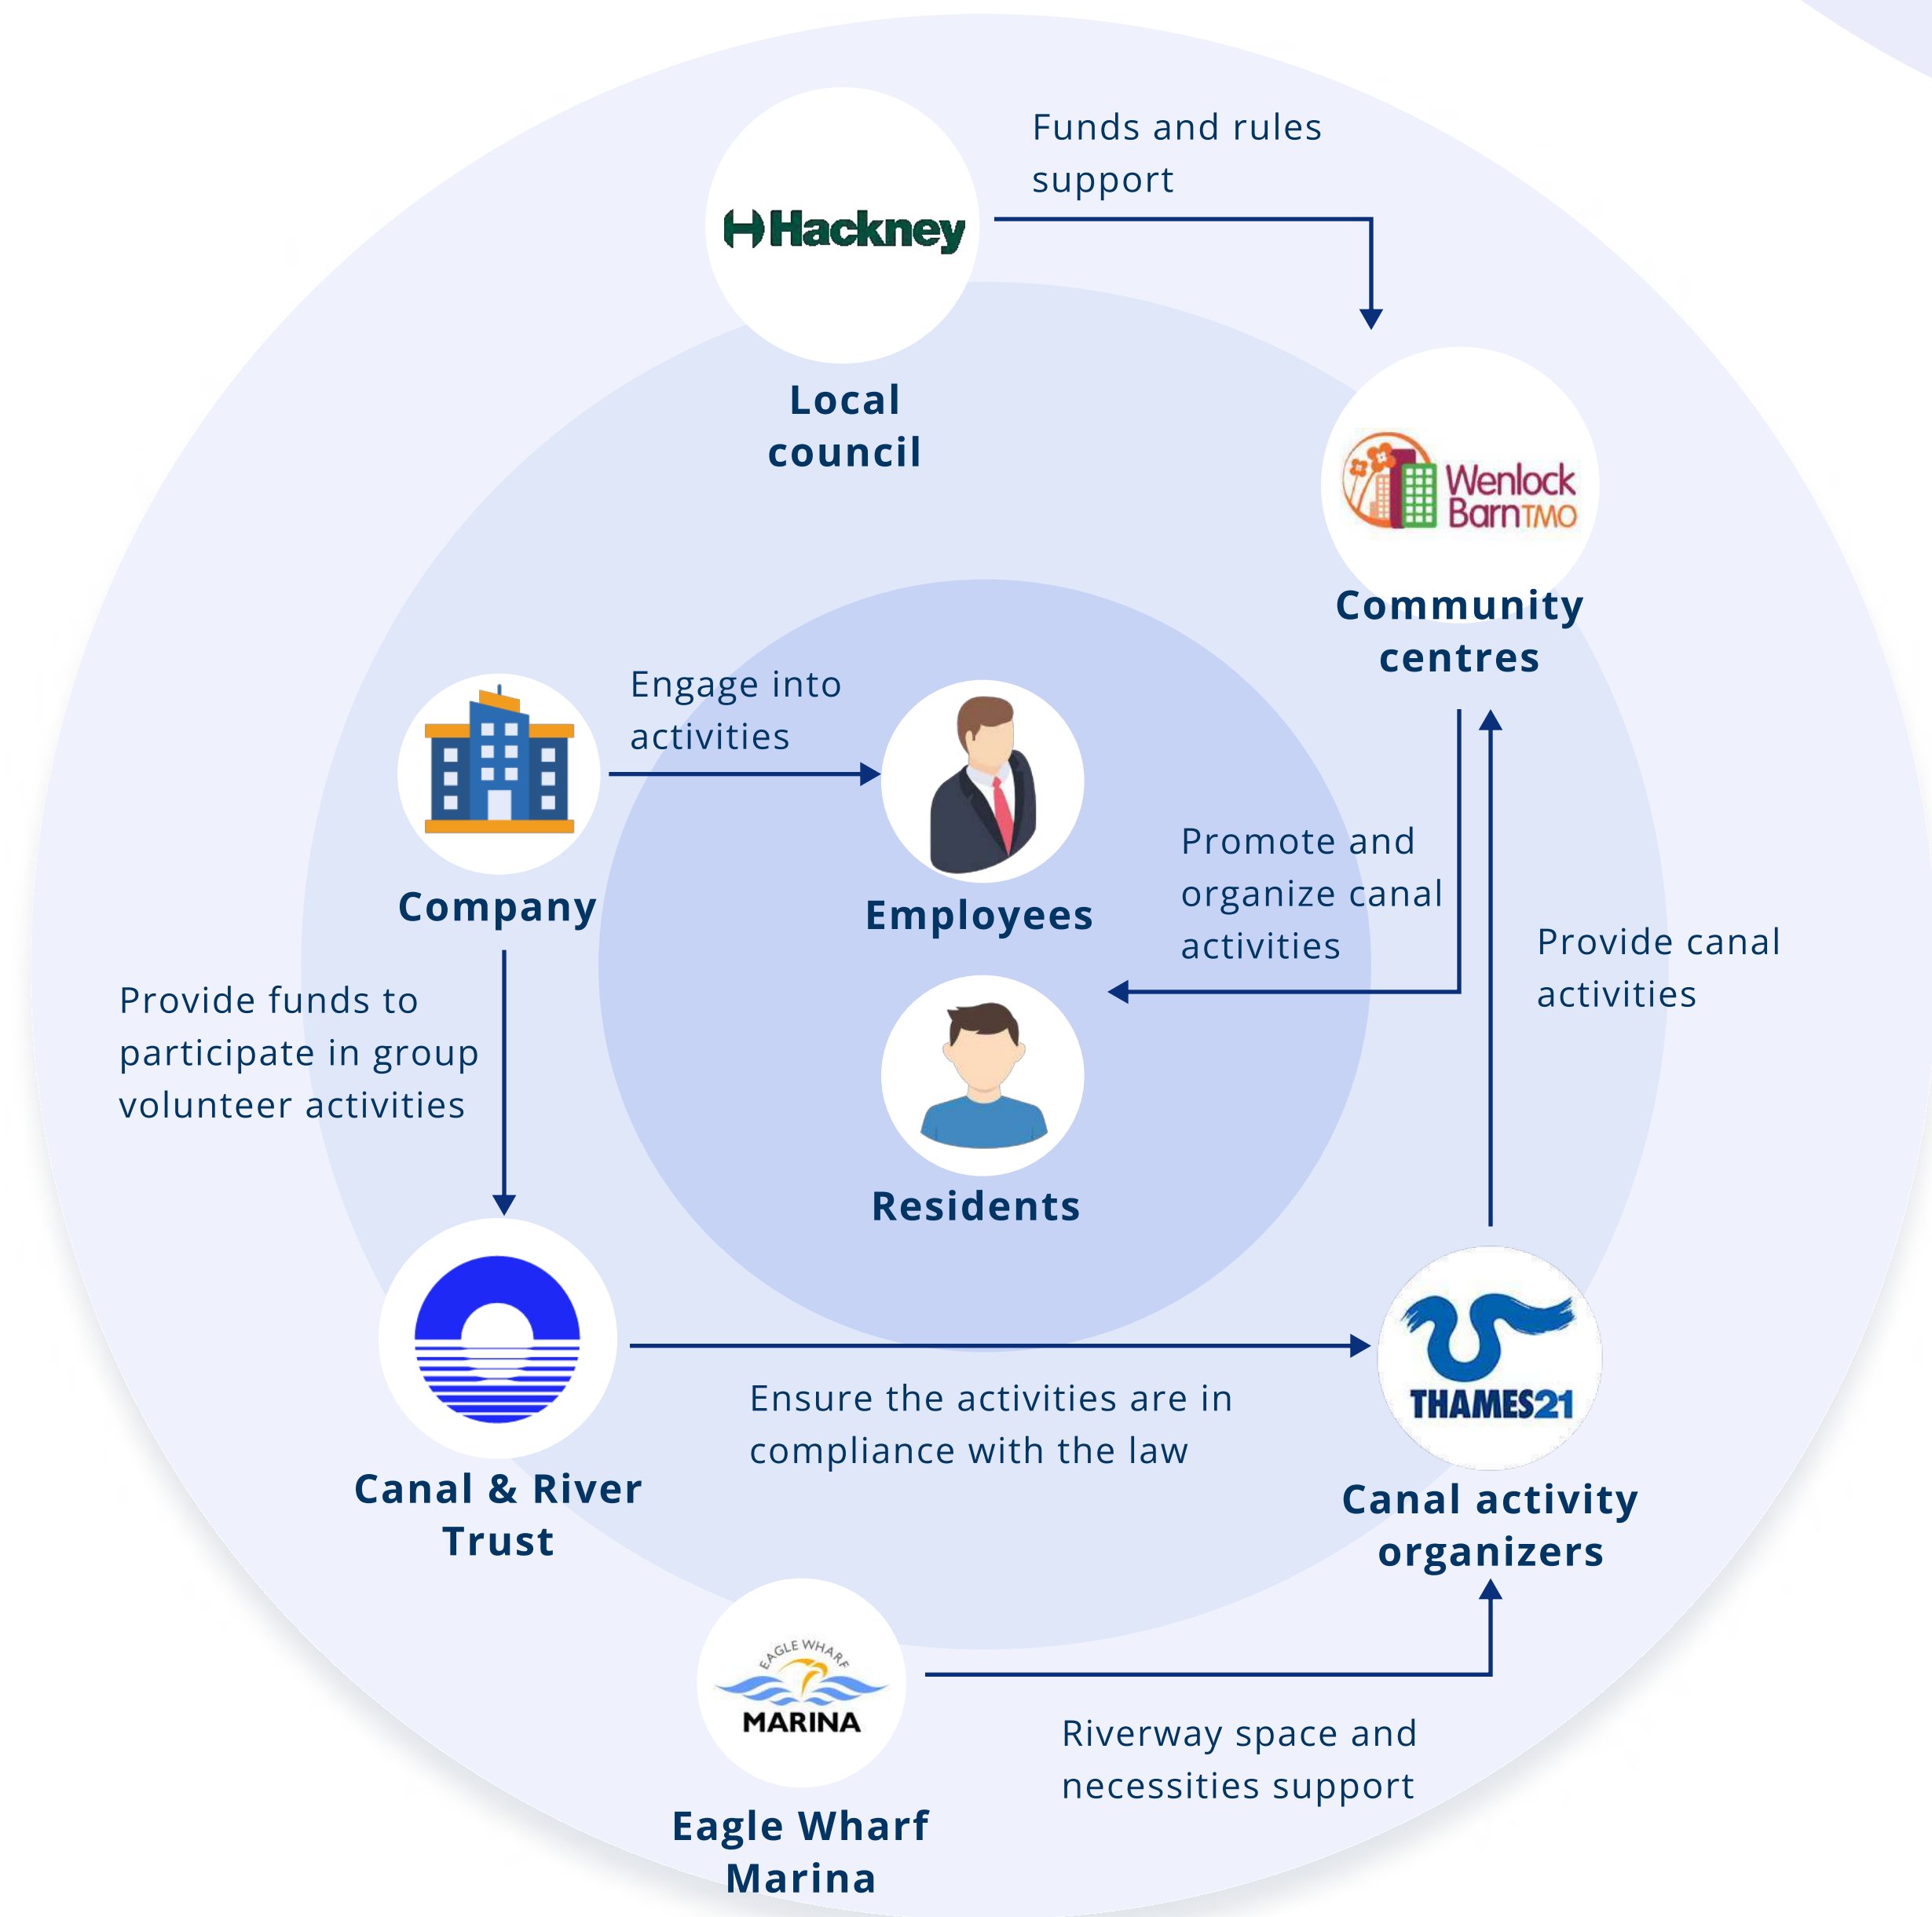 Funds and rules
support
Hackney
Local
council
Wenlock
BarnTMO
Community
centres
Engage into
activities
Company
Employees
Promote and
organize canal
activities
Provide canal
activities
Provide funds to
participate in group
volunteer activities
Residents
THAMES21
Ensure the activities are in
compliance with the law
Canal & River
Trust
Canal activity
organizers
EAGLE WHARF
MARINA
Riverway space and
necessities support
Eagle Wharf
Marina